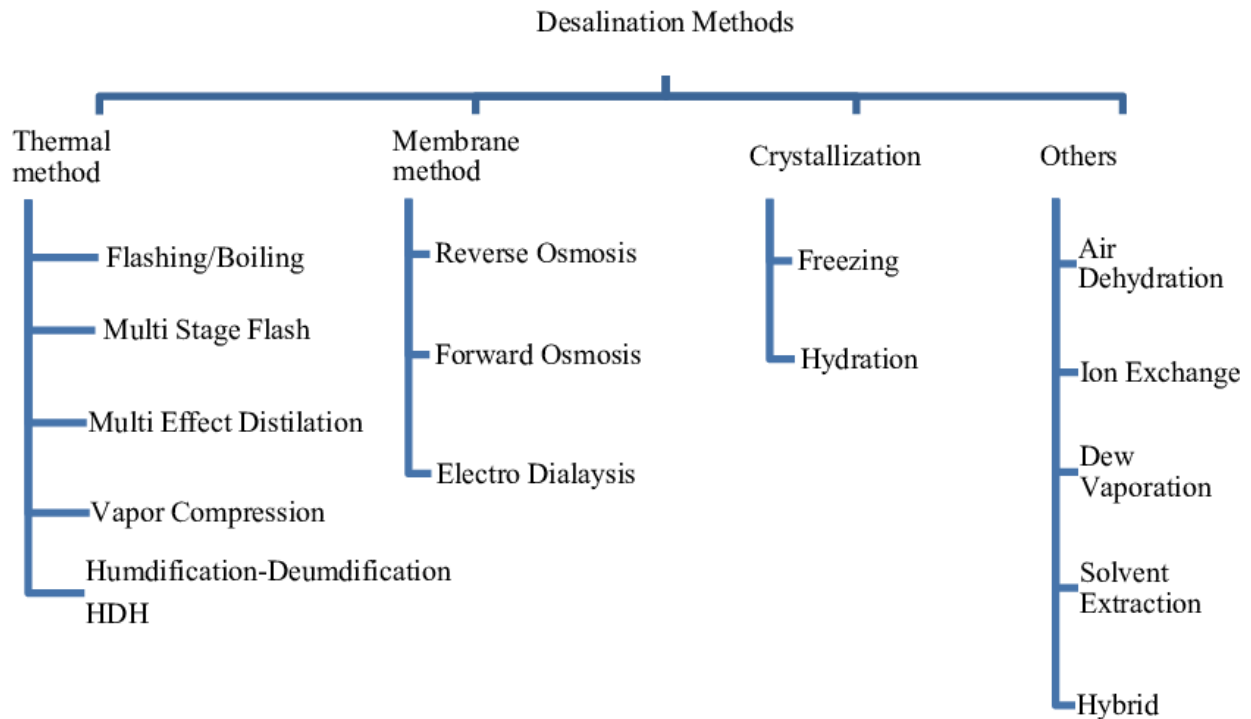 Desalination Methods
Thermal
method
Flashing/Boiling
Multi Stage Flash
Multi Effect Distilation
Vapor Compression
Humdification-Deumdification
HDH
Membrane
method
Reverse Osmosis
Forward Osmosis
Electro Dialaysis
Crystallization
Freezing
Hydration
Others
Air
Dehydration
Ion Exchange
Dew
Vaporation
Solvent
Extraction
Hybrid